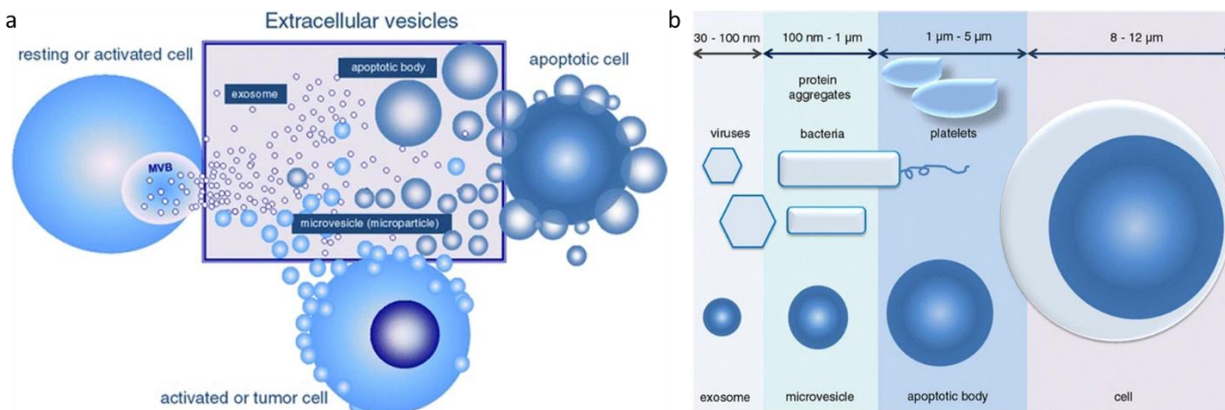 a
Extracellular vesicles
resting or activated cell
apoptotic body
apoptotic cell
exosome
MVB
microvesicle (microparticle)
activated or tumor cell
b
30 - 100 nm
100 nm - 1 µm
1 µm - 5 µm
8 - 12 µm
protein
aggregates
viruses
bacteria
platelets
exosome
microvesicle
apoptotic body
cell